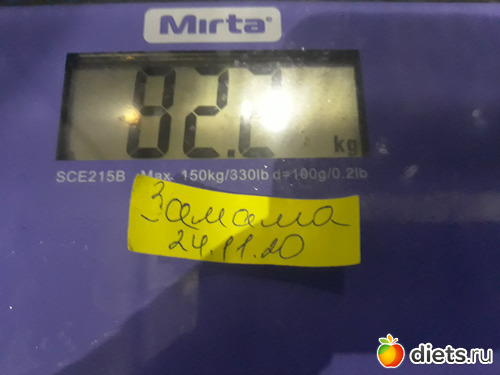 Mirta
82.2 kg
SCE215B Max. 150kg/330lb d=100g/0.2lb
Замама
24.11.20
diets.ru